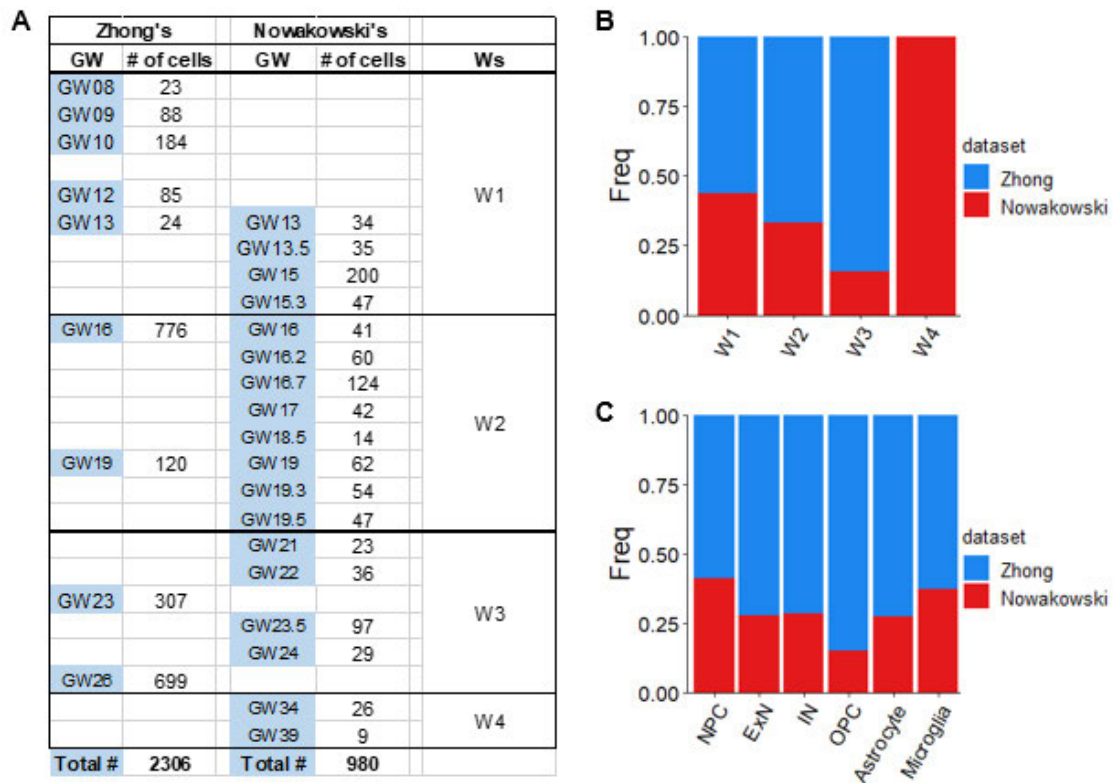 A
Zhong's Nowakowski's
GW # of cells GW # of cells Ws
GW08 23
GW09 88
GW10 184
GW12 85
W1
GW13 24 GW13 34
GW13.5 35
GW15 200
GW15.3 47
GW16 776 GW16 41
GW16.2 60
GW16.7 124
GW17 42
W2
GW18.5 14
GW19 120 GW19 62
GW19.3 54
GW19.5 47
GW21 23
GW22 36
GW23 307
W3
GW23.5 97
GW24 29
GW26 699
GW34 26
W4
GW39 9
Total # 2306 Total # 980
B
1.00
0.75
0.50
0.25
0.00
Freq
W1 W2 W3 W4
dataset
Zhong
Nowakowski
C
1.00
0.75
0.50
0.25
0.00
Freq
NPC ExN IN OPC Astrocyte Microglia
dataset
Zhong
Nowakowski